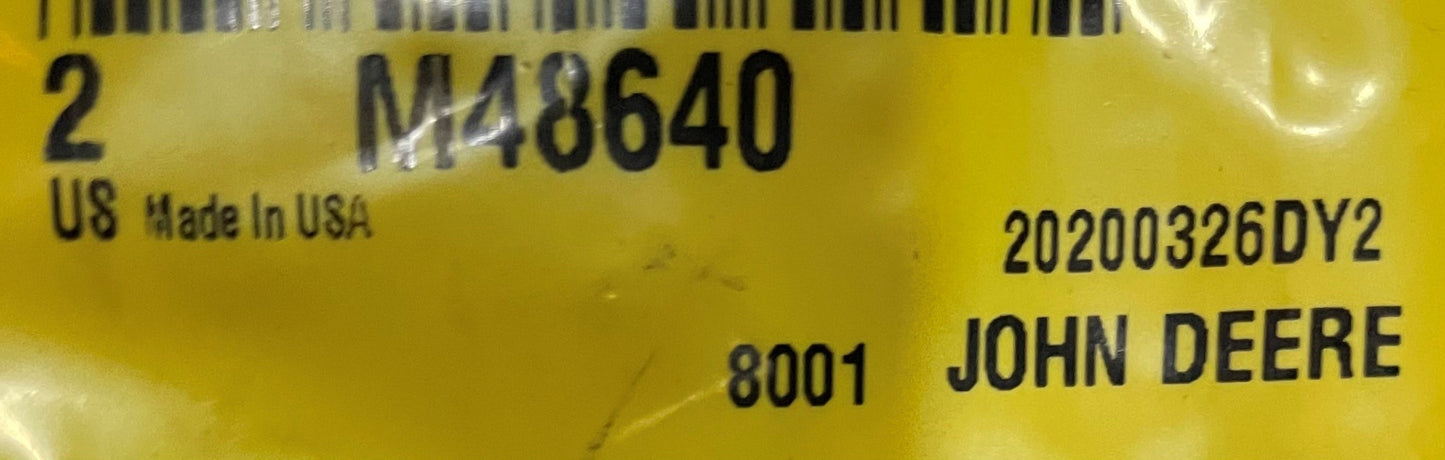 2 M48640
US Made In USA
20200326DY2
8001 JOHN DEERE